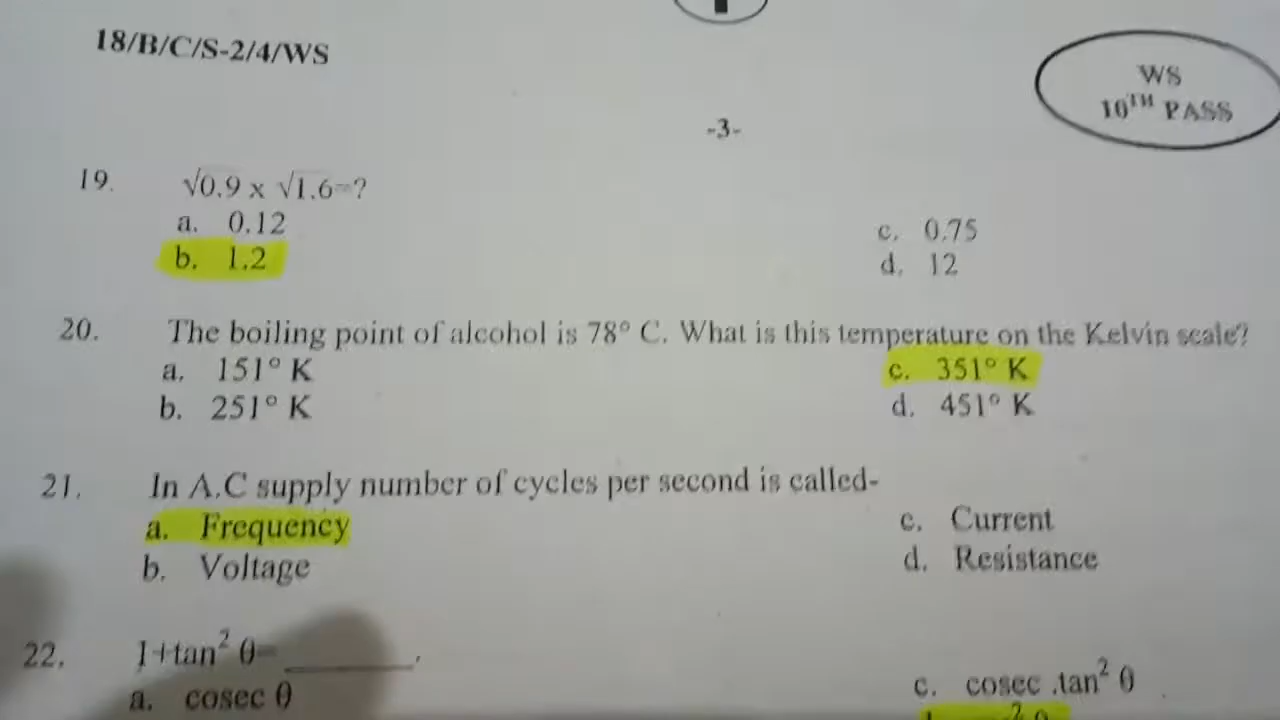 18/B/C/S-2/4/WS
WS
10TH PASS
-3-
19. √0.9 x √1.6=?
a. 0.12
b. 1.2
c. 0.75
d. 12
20. The boiling point of alcohol is 78° C. What is this temperature on the Kelvin scale?
a. 151° K
b. 251° K
c. 351° K
d. 451° K
21. In A.C supply number of cycles per second is called-
a. Frequency
b. Voltage
c. Current
d. Resistance
22. 1+tan² θ=________.
a. cosec θ
c. cosec .tan² θ